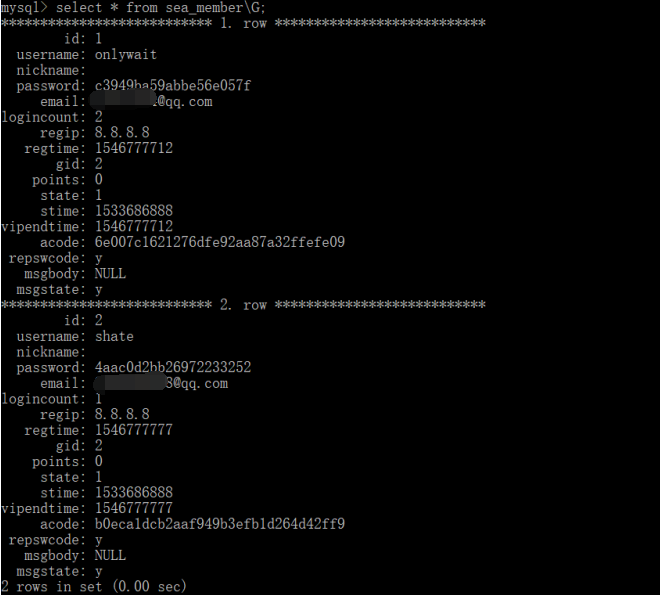 mysql> select * from sea_member\G;
*************************** 1. row ***************************
id: 1
username: onlywait
nickname:
password: c3949ba59abbe56e057f
email: @qq.com
logincount: 2
regip: 8.8.8.8
regtime: 1546777712
gid: 2
points: 0
state: 1
stime: 1533686888
vipendtime: 1546777712
acode: 6e007c1621276dfe92aa87a32ffefe09
repswcode: y
msgbody: NULL
msgstate: y
*************************** 2. row ***************************
id: 2
username: shate
nickname:
password: 4aac0d2bb26972233252
email: @qq.com
logincount: 1
regip: 8.8.8.8
regtime: 1546777777
gid: 2
points: 0
state: 1
stime: 1533686888
vipendtime: 1546777777
acode: b0eca1dcb2aaf949b3efb1d264d42ff9
repswcode: y
msgbody: NULL
msgstate: y
2 rows in set (0.00 sec)